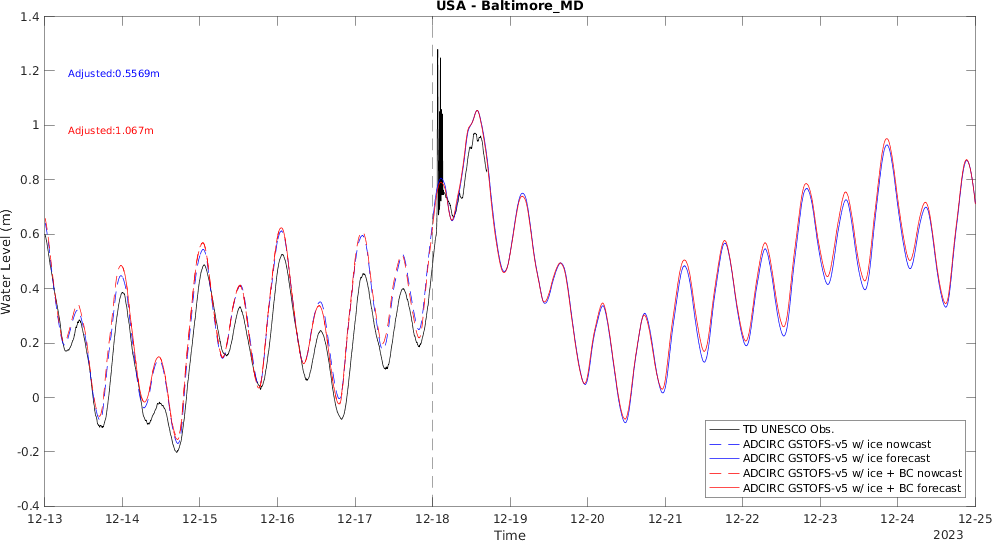 USA - Baltimore_MD
1.4
1.2
1
0.8
0.6
0.4
0.2
0
-0.2
-0.4
Water Level (m)
Adjusted:0.5569m
Adjusted:1.067m
TD UNESCO Obs.
ADCIRC GSTOFS-v5 w/ ice nowcast
ADCIRC GSTOFS-v5 w/ ice forecast
ADCIRC GSTOFS-v5 w/ ice + BC nowcast
ADCIRC GSTOFS-v5 w/ ice + BC forecast
12-13 12-14 12-15 12-16 12-17 12-18 12-19 12-20 12-21 12-22 12-23 12-24 12-25
Time
2023